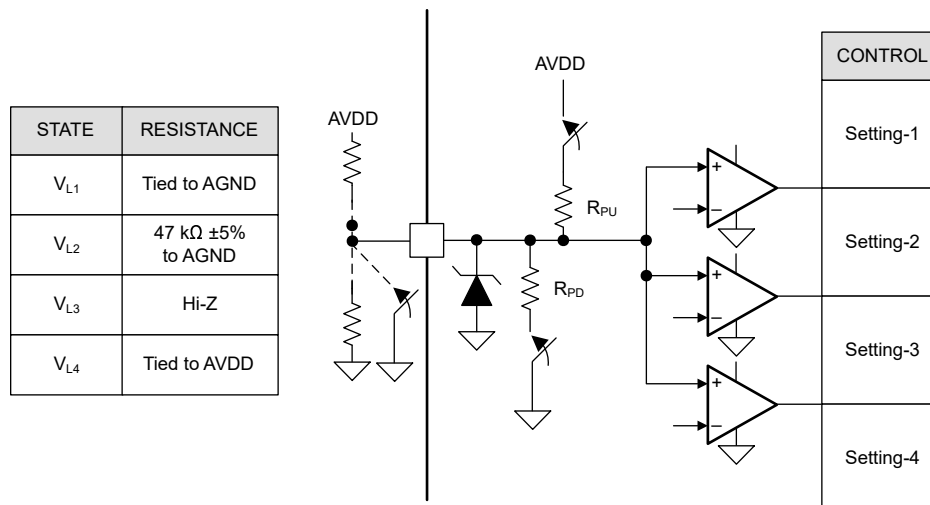 STATE RESISTANCE
V_L1 Tied to AGND
V_L2 47 kΩ ±5%
to AGND
V_L3 Hi-Z
V_L4 Tied to AVDD
AVDD
AVDD
R_PU
R_PD
+
−
+
−
+
−
CONTROL
Setting-1
Setting-2
Setting-3
Setting-4